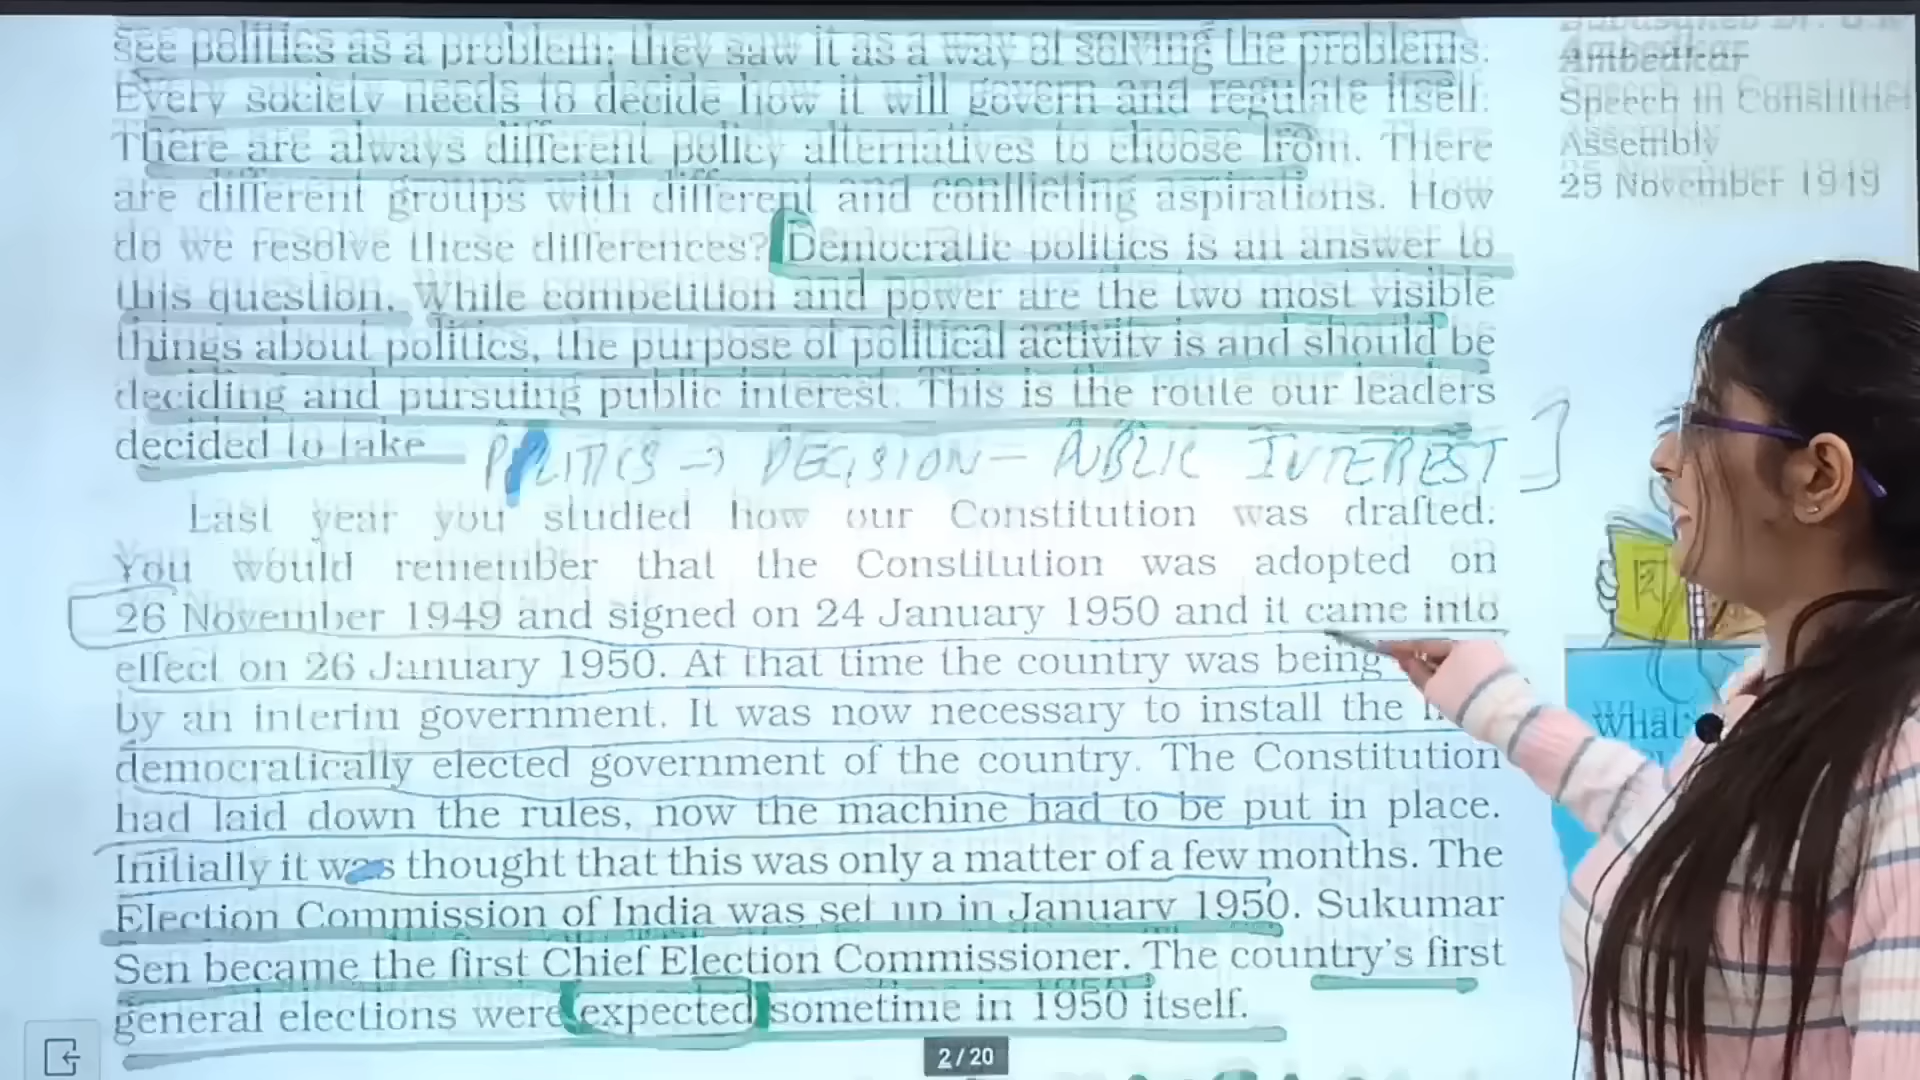 see politics as a problem; they saw it as a way of solving the problems.
Every society needs to decide how it will govern and regulate itself.
There are always different policy alternatives to choose from. There
are different groups with different and conflicting aspirations. How
do we resolve these differences? Democratic politics is an answer to
this question. While competition and power are the two most visible
things about politics, the purpose of political activity is and should be
deciding and pursuing public interest. This is the route our leaders
decided to take
POLITICS → DECISION - PUBLIC INTEREST ]
Last year you studied how our Constitution was drafted.
You would remember that the Constitution was adopted on
26 November 1949 and signed on 24 January 1950 and it came into
effect on 26 January 1950. At that time the country was being
by an interim government. It was now necessary to install the
democratically elected government of the country. The Constitution
had laid down the rules, now the machine had to be put in place.
Initially it was thought that this was only a matter of a few months. The
Election Commission of India was set up in January 1950. Sukumar
Sen became the first Chief Election Commissioner. The country's first
general elections were expected sometime in 1950 itself.
Ambedkar
Speech in Constituen
Assembly
25 November 1949
What
2 / 20